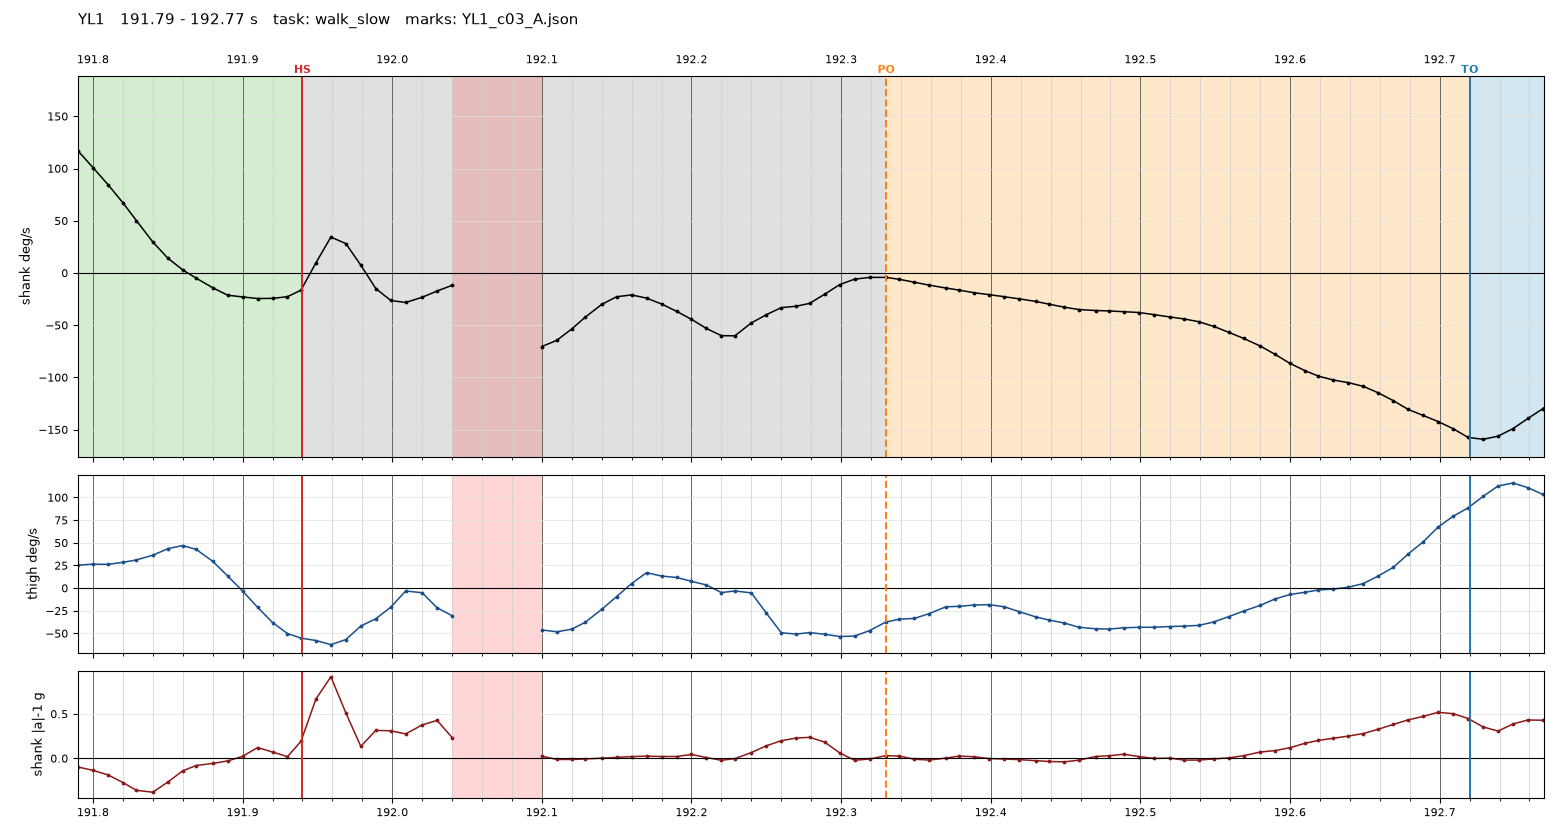 YL1   191.79 - 192.77 s   task: walk_slow   marks: YL1_c03_A.json
191.8 191.9 192.0 192.1 192.2 192.3 192.4 192.5 192.6 192.7
HS PO TO
shank deg/s
150
100
50
0
−50
−100
−150
thigh deg/s
100
75
50
25
0
−25
−50
shank |a|-1 g
0.5
0.0
191.8 191.9 192.0 192.1 192.2 192.3 192.4 192.5 192.6 192.7